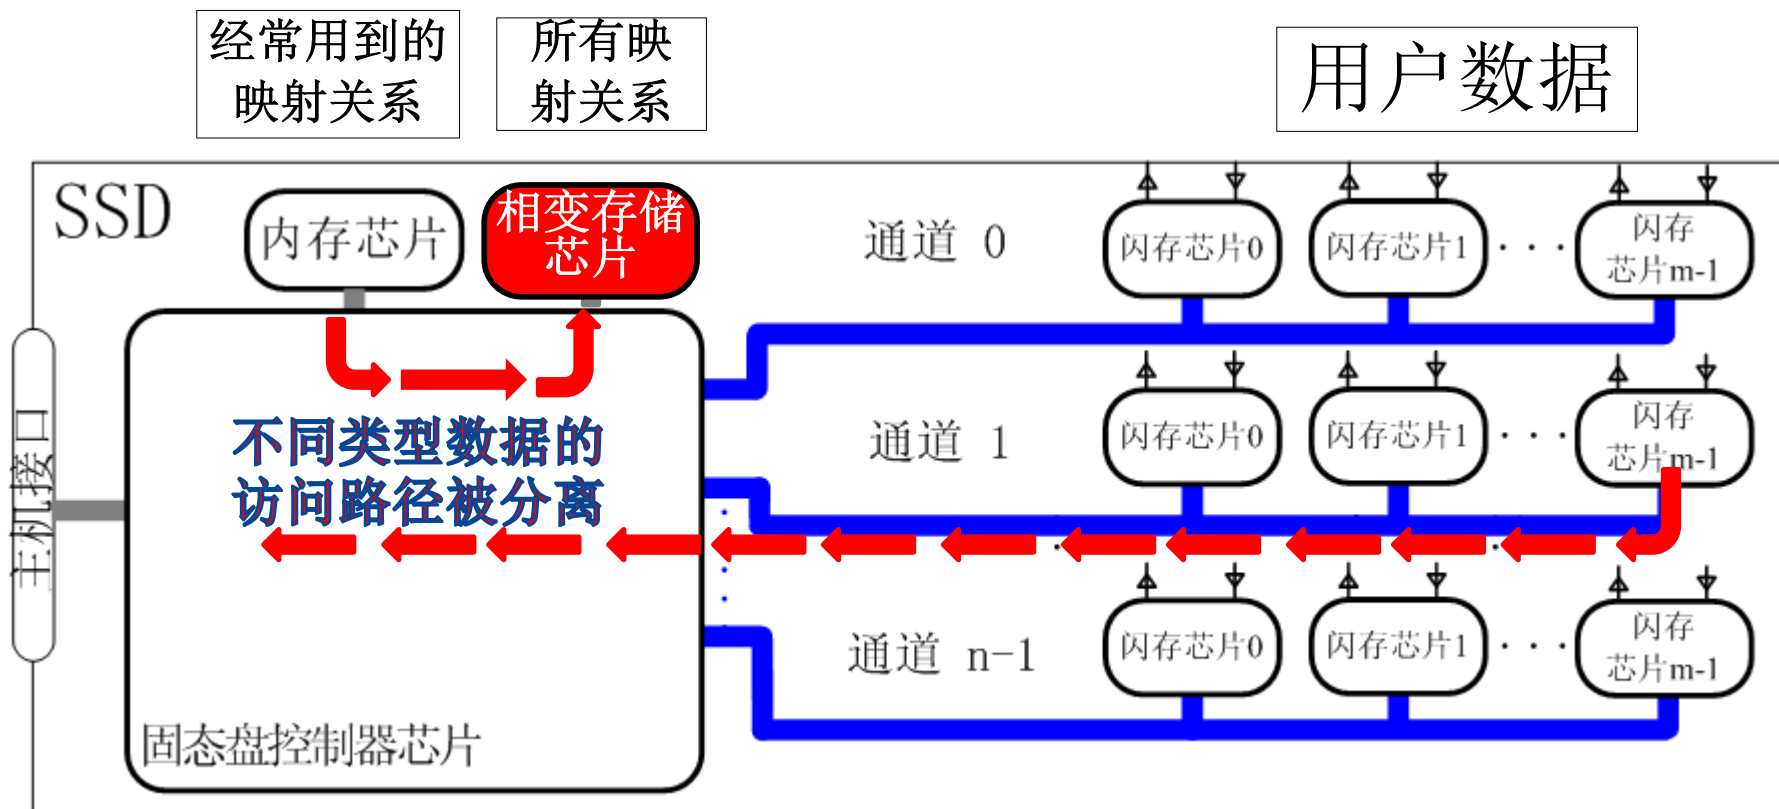 经常用到的
映射关系
所有映
射关系
用户数据
SSD
内存芯片
相变存储
芯片
通道 0
闪存芯片0
闪存芯片1
···
闪存
芯片m-1
主机接口
不同类型数据的
访问路径被分离
通道 1
闪存芯片0
闪存芯片1
···
闪存
芯片m-1
通道 n-1
闪存芯片0
闪存芯片1
···
闪存
芯片m-1
固态盘控制器芯片